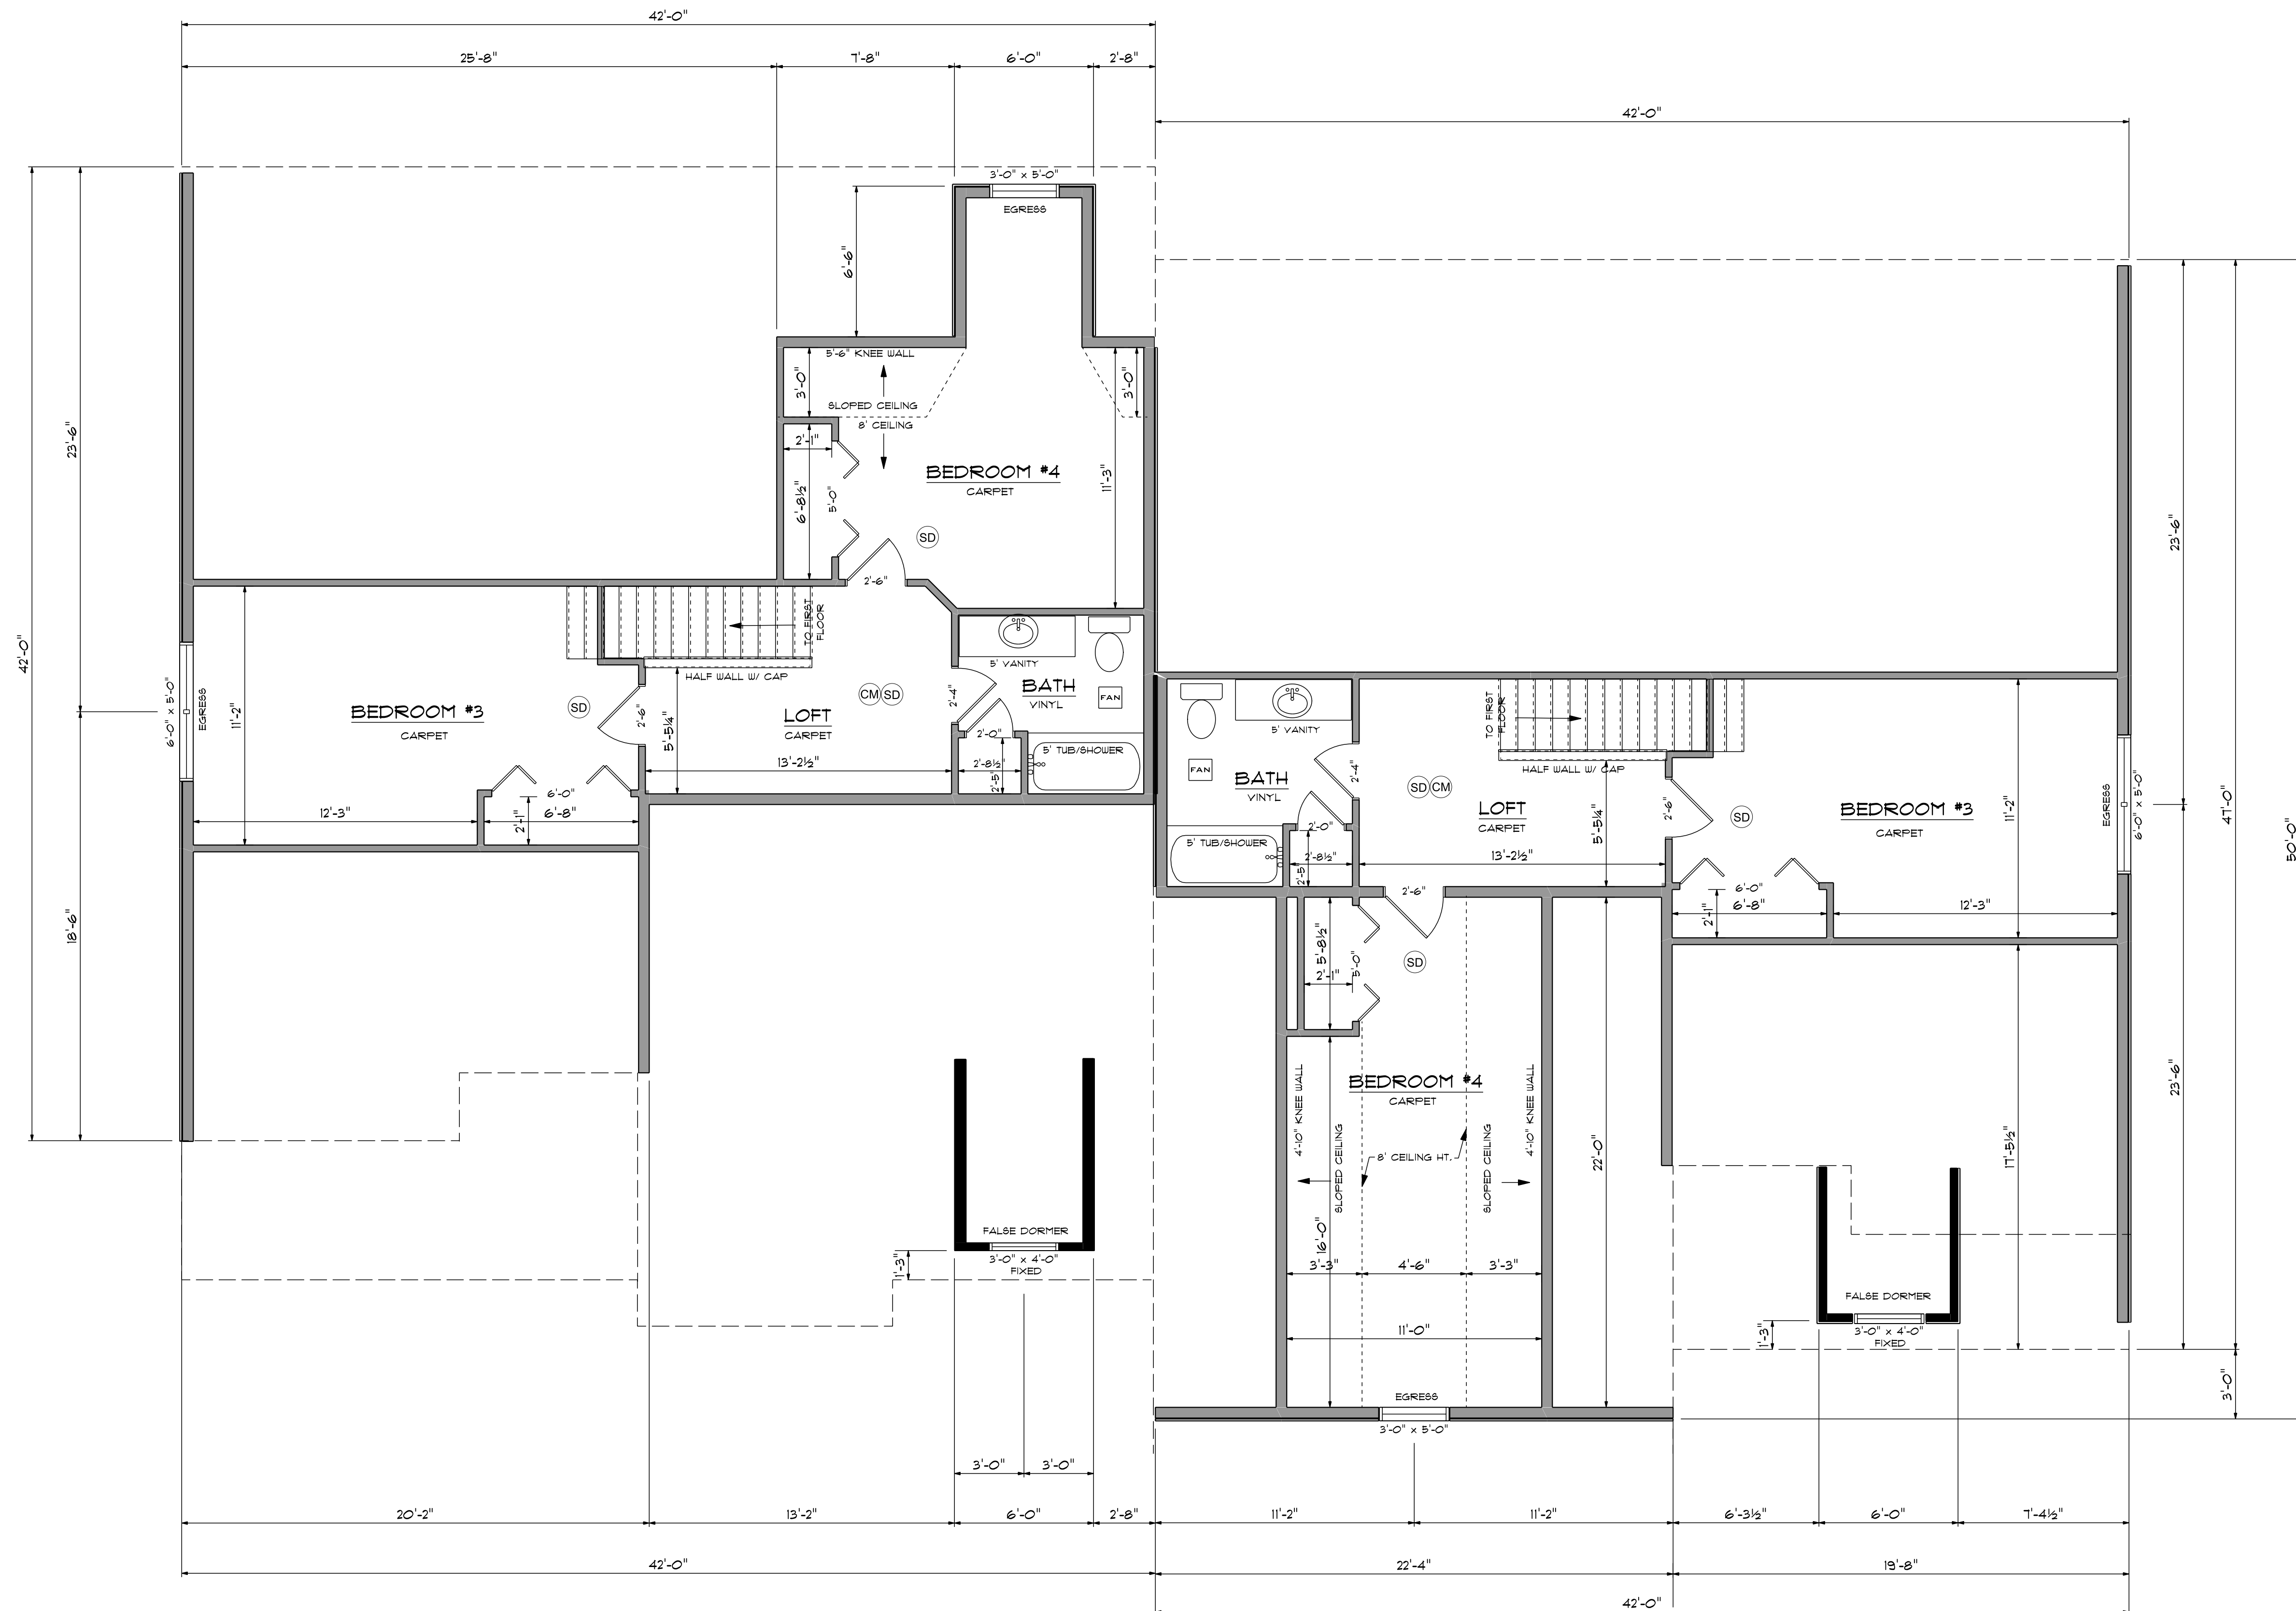 42'-0"
25'-8"
7'-8"
6'-0"
2'-8"
42'-0"
3'-0" x 5'-0"
EGRESS
6'-6"
5'-6" KNEE WALL
3'-0"
3'-0"
SLOPED CEILING
8' CEILING
2'-1"
BEDROOM #4
CARPET
11'-3"
6'-8½"
5'-0"
SD
2'-6"
23'-6"
42'-0"
18'-6"
6'-0" x 5'-0"
EGRESS
11'-2"
BEDROOM #3
CARPET
SD
2'-6"
TO FIRST
FLOOR
HALF WALL W/ CAP
5'-5¼"
LOFT
CARPET
CM
SD
13'-2½"
2'-4"
5' VANITY
BATH
VINYL
FAN
2'-0"
2'-8½"
2'-5"
5' TUB/SHOWER
12'-3"
6'-0"
6'-8"
2'-1"
FALSE DORMER
3'-0" x 4'-0"
FIXED
1'-3"
3'-0"
3'-0"
20'-2"
13'-2"
6'-0"
2'-8"
42'-0"
5' VANITY
FAN
BATH
VINYL
2'-4"
5' TUB/SHOWER
2'-0"
2'-8½"
2'-5"
TO FIRST
FLOOR
HALF WALL W/ CAP
SD
CM
LOFT
CARPET
5'-5¼"
13'-2½"
2'-6"
SD
BEDROOM #3
CARPET
11'-2"
EGRESS
6'-0" x 5'-0"
6'-0"
6'-8"
2'-1"
12'-3"
2'-6"
5'-8½"
2'-1"
5'-0"
SD
BEDROOM #4
CARPET
4'-10" KNEE WALL
4'-10" KNEE WALL
SLOPED CEILING
SLOPED CEILING
8' CEILING HT.
22'-0"
16'-0"
3'-3"
4'-6"
3'-3"
11'-0"
EGRESS
3'-0" x 5'-0"
17'-5½"
FALSE DORMER
3'-0" x 4'-0"
FIXED
1'-3"
23'-6"
23'-6"
47'-0"
50'-0"
3'-0"
11'-2"
11'-2"
6'-3½"
6'-0"
7'-4½"
22'-4"
19'-8"
42'-0"